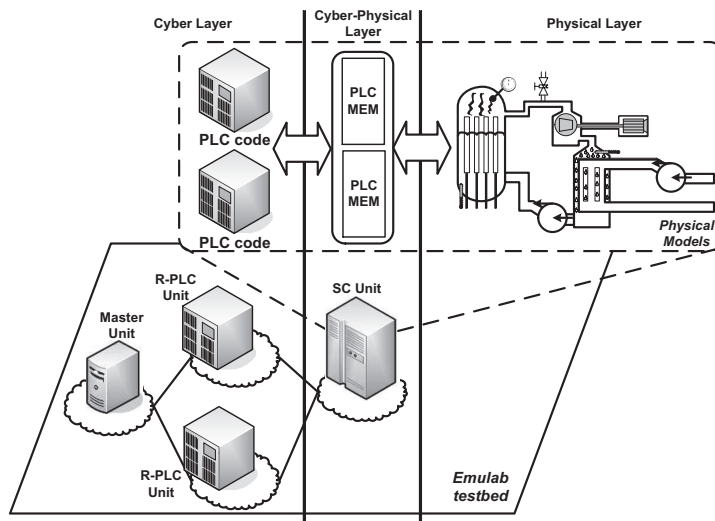 Cyber Layer
Cyber-Physical
Layer
Physical Layer
PLC code
PLC code
PLC
MEM
PLC
MEM
Physical
Models
R-PLC
Unit
Master
Unit
SC Unit
R-PLC
Unit
Emulab
testbed